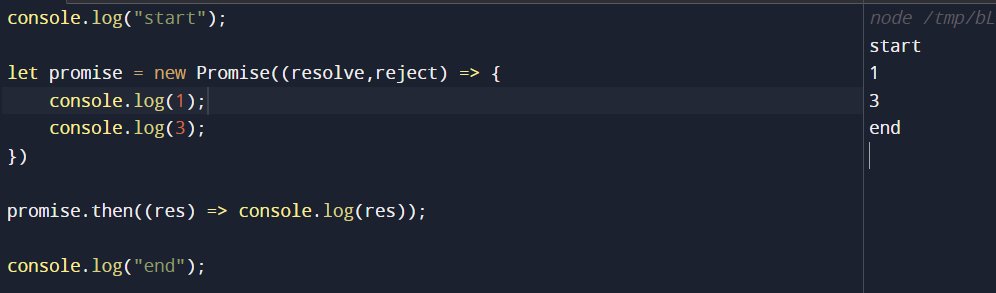 console.log("start");
let promise = new Promise((resolve,reject) => {
    console.log(1);
    console.log(3);
})
promise.then((res) => console.log(res));
console.log("end");
node /tmp/bL
start
1
3
end